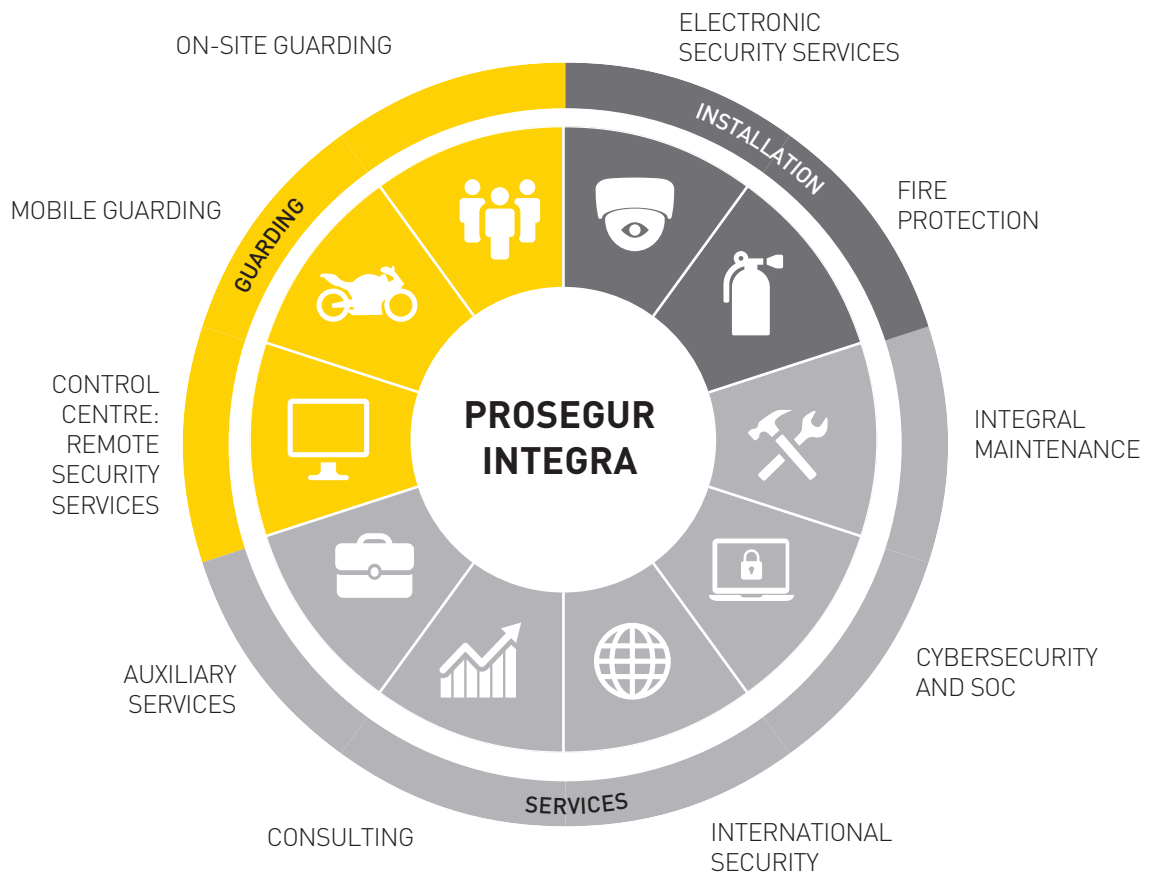 ELECTRONIC
SECURITY SERVICES
ON-SITE GUARDING
INSTALLATION
FIRE
PROTECTION
MOBILE GUARDING
GUARDING
CONTROL
CENTRE:
REMOTE
SECURITY
SERVICES
PROSEGUR
INTEGRA
INTEGRAL
MAINTENANCE
CYBERSECURITY
AND SOC
AUXILIARY
SERVICES
SERVICES
CONSULTING
INTERNATIONAL
SECURITY